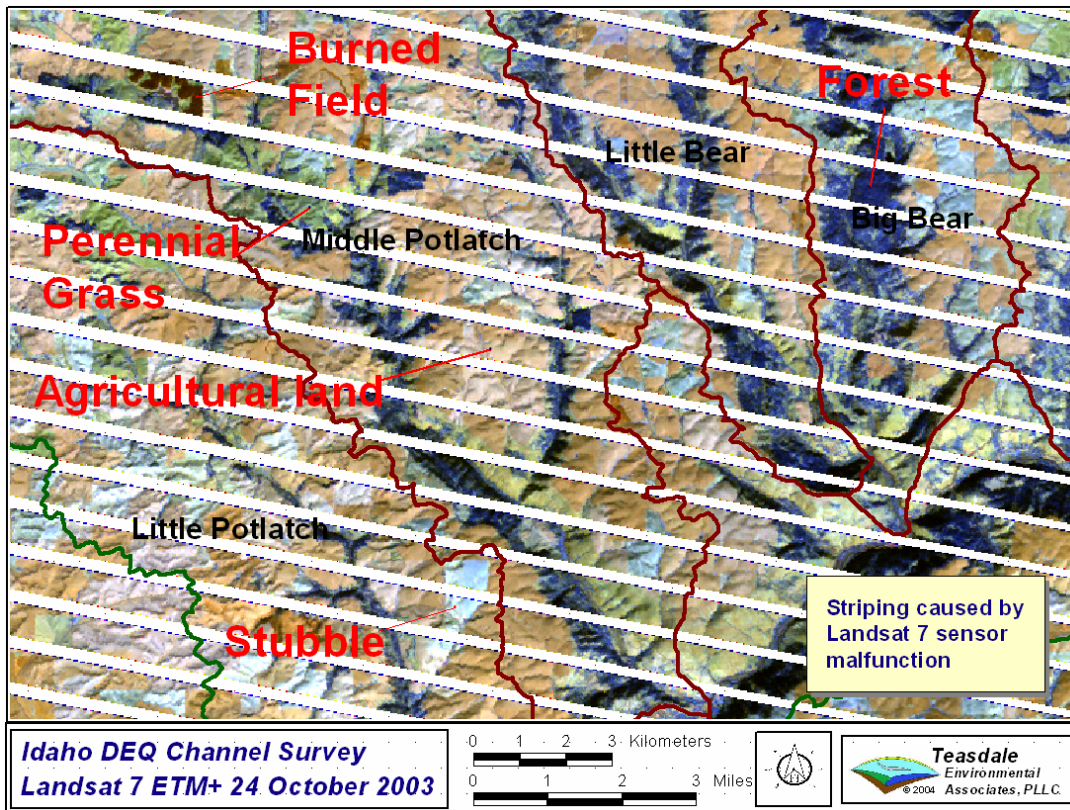 Burned
Field
Forest
Little Bear
Big Bear
Perennial
Grass
Middle Potlatch
Agricultural land
Little Potlatch
Stubble
Striping caused by
Landsat 7 sensor
malfunction
Idaho DEQ Channel Survey
Landsat 7 ETM+ 24 October 2003
0 1 2 3 Kilometers
0 1 2 3 Miles
N
Teasdale
Environmental
© 2004 Associates, PLLC.